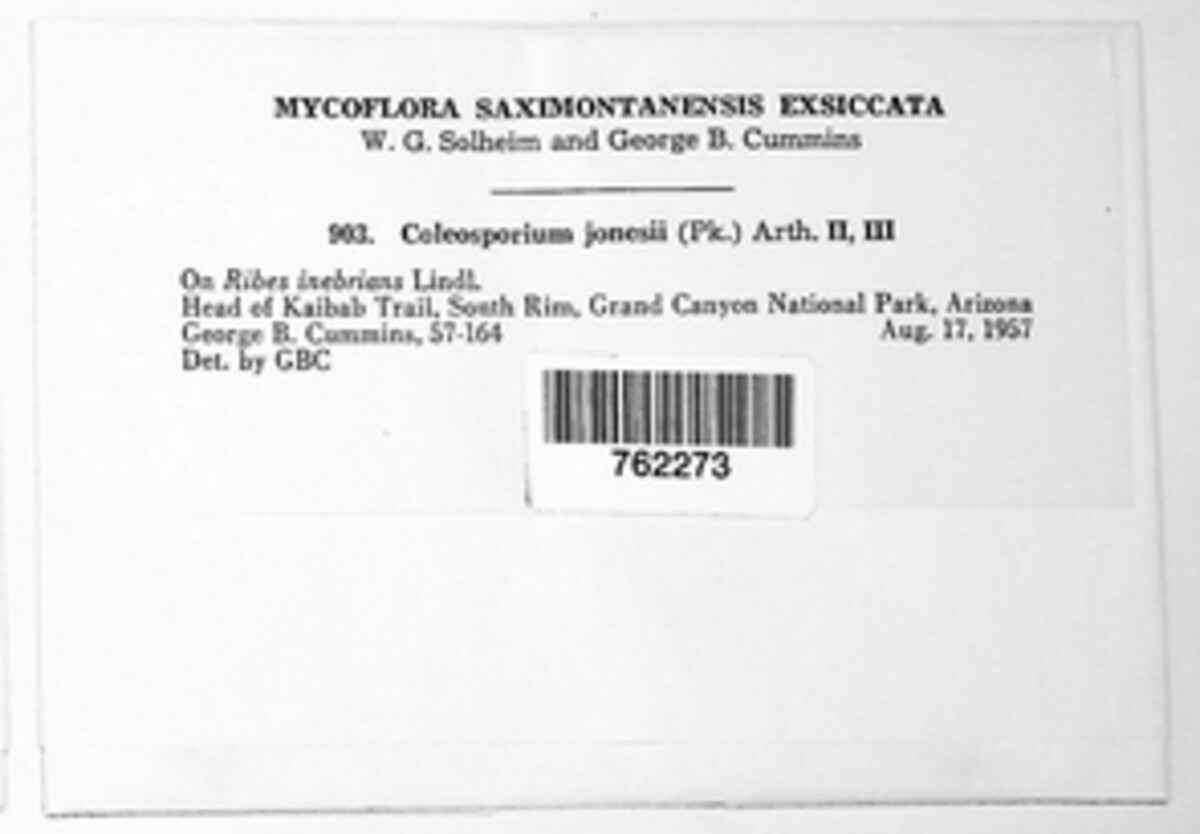 MYCOFLORA SAXIMONTANENSIS EXSICCATA
W. G. Solheim and George B. Cummins
903. Coleosporium jonesii (Pk.) Arth. II, III
On Ribes inebrians Lindl.
Head of Kaibab Trail, South Rim, Grand Canyon National Park, Arizona
George B. Cummins, 57-164 Aug. 17, 1957
Det. by GBC
762273